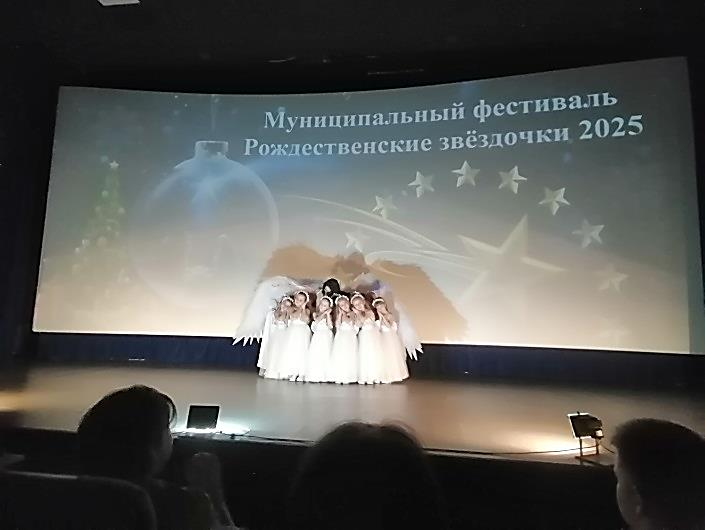 Муниципальный фестиваль
Рождественские звёздочки 2025